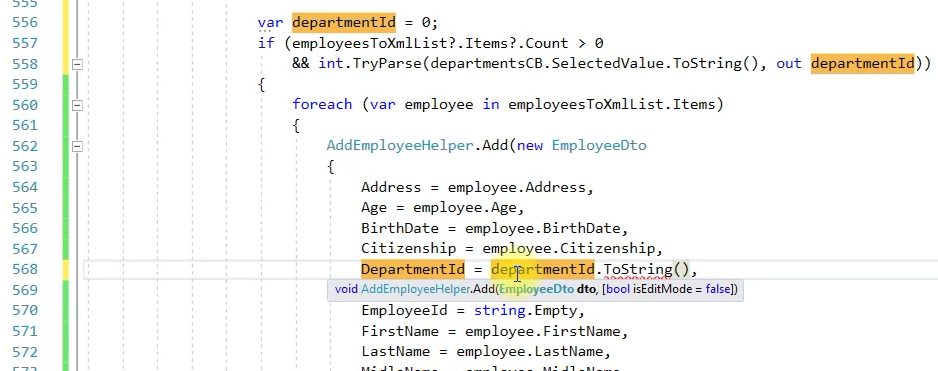 555
556 var departmentId = 0;
557 if (employeesToXmlList?.Items?.Count > 0
558 && int.TryParse(departmentsCB.SelectedValue.ToString(), out departmentId))
559 {
560 foreach (var employee in employeesToXmlList.Items)
561 {
562 AddEmployeeHelper.Add(new EmployeeDto
563 {
564 Address = employee.Address,
565 Age = employee.Age,
566 BirthDate = employee.BirthDate,
567 Citizenship = employee.Citizenship,
568 DepartmentId = departmentId.ToString(),
569 void AddEmployeeHelper.Add(EmployeeDto dto, [bool isEditMode = false])
570 EmployeeId = string.Empty,
571 FirstName = employee.FirstName,
572 LastName = employee.LastName,
573 MidleName = employee.MidleName,